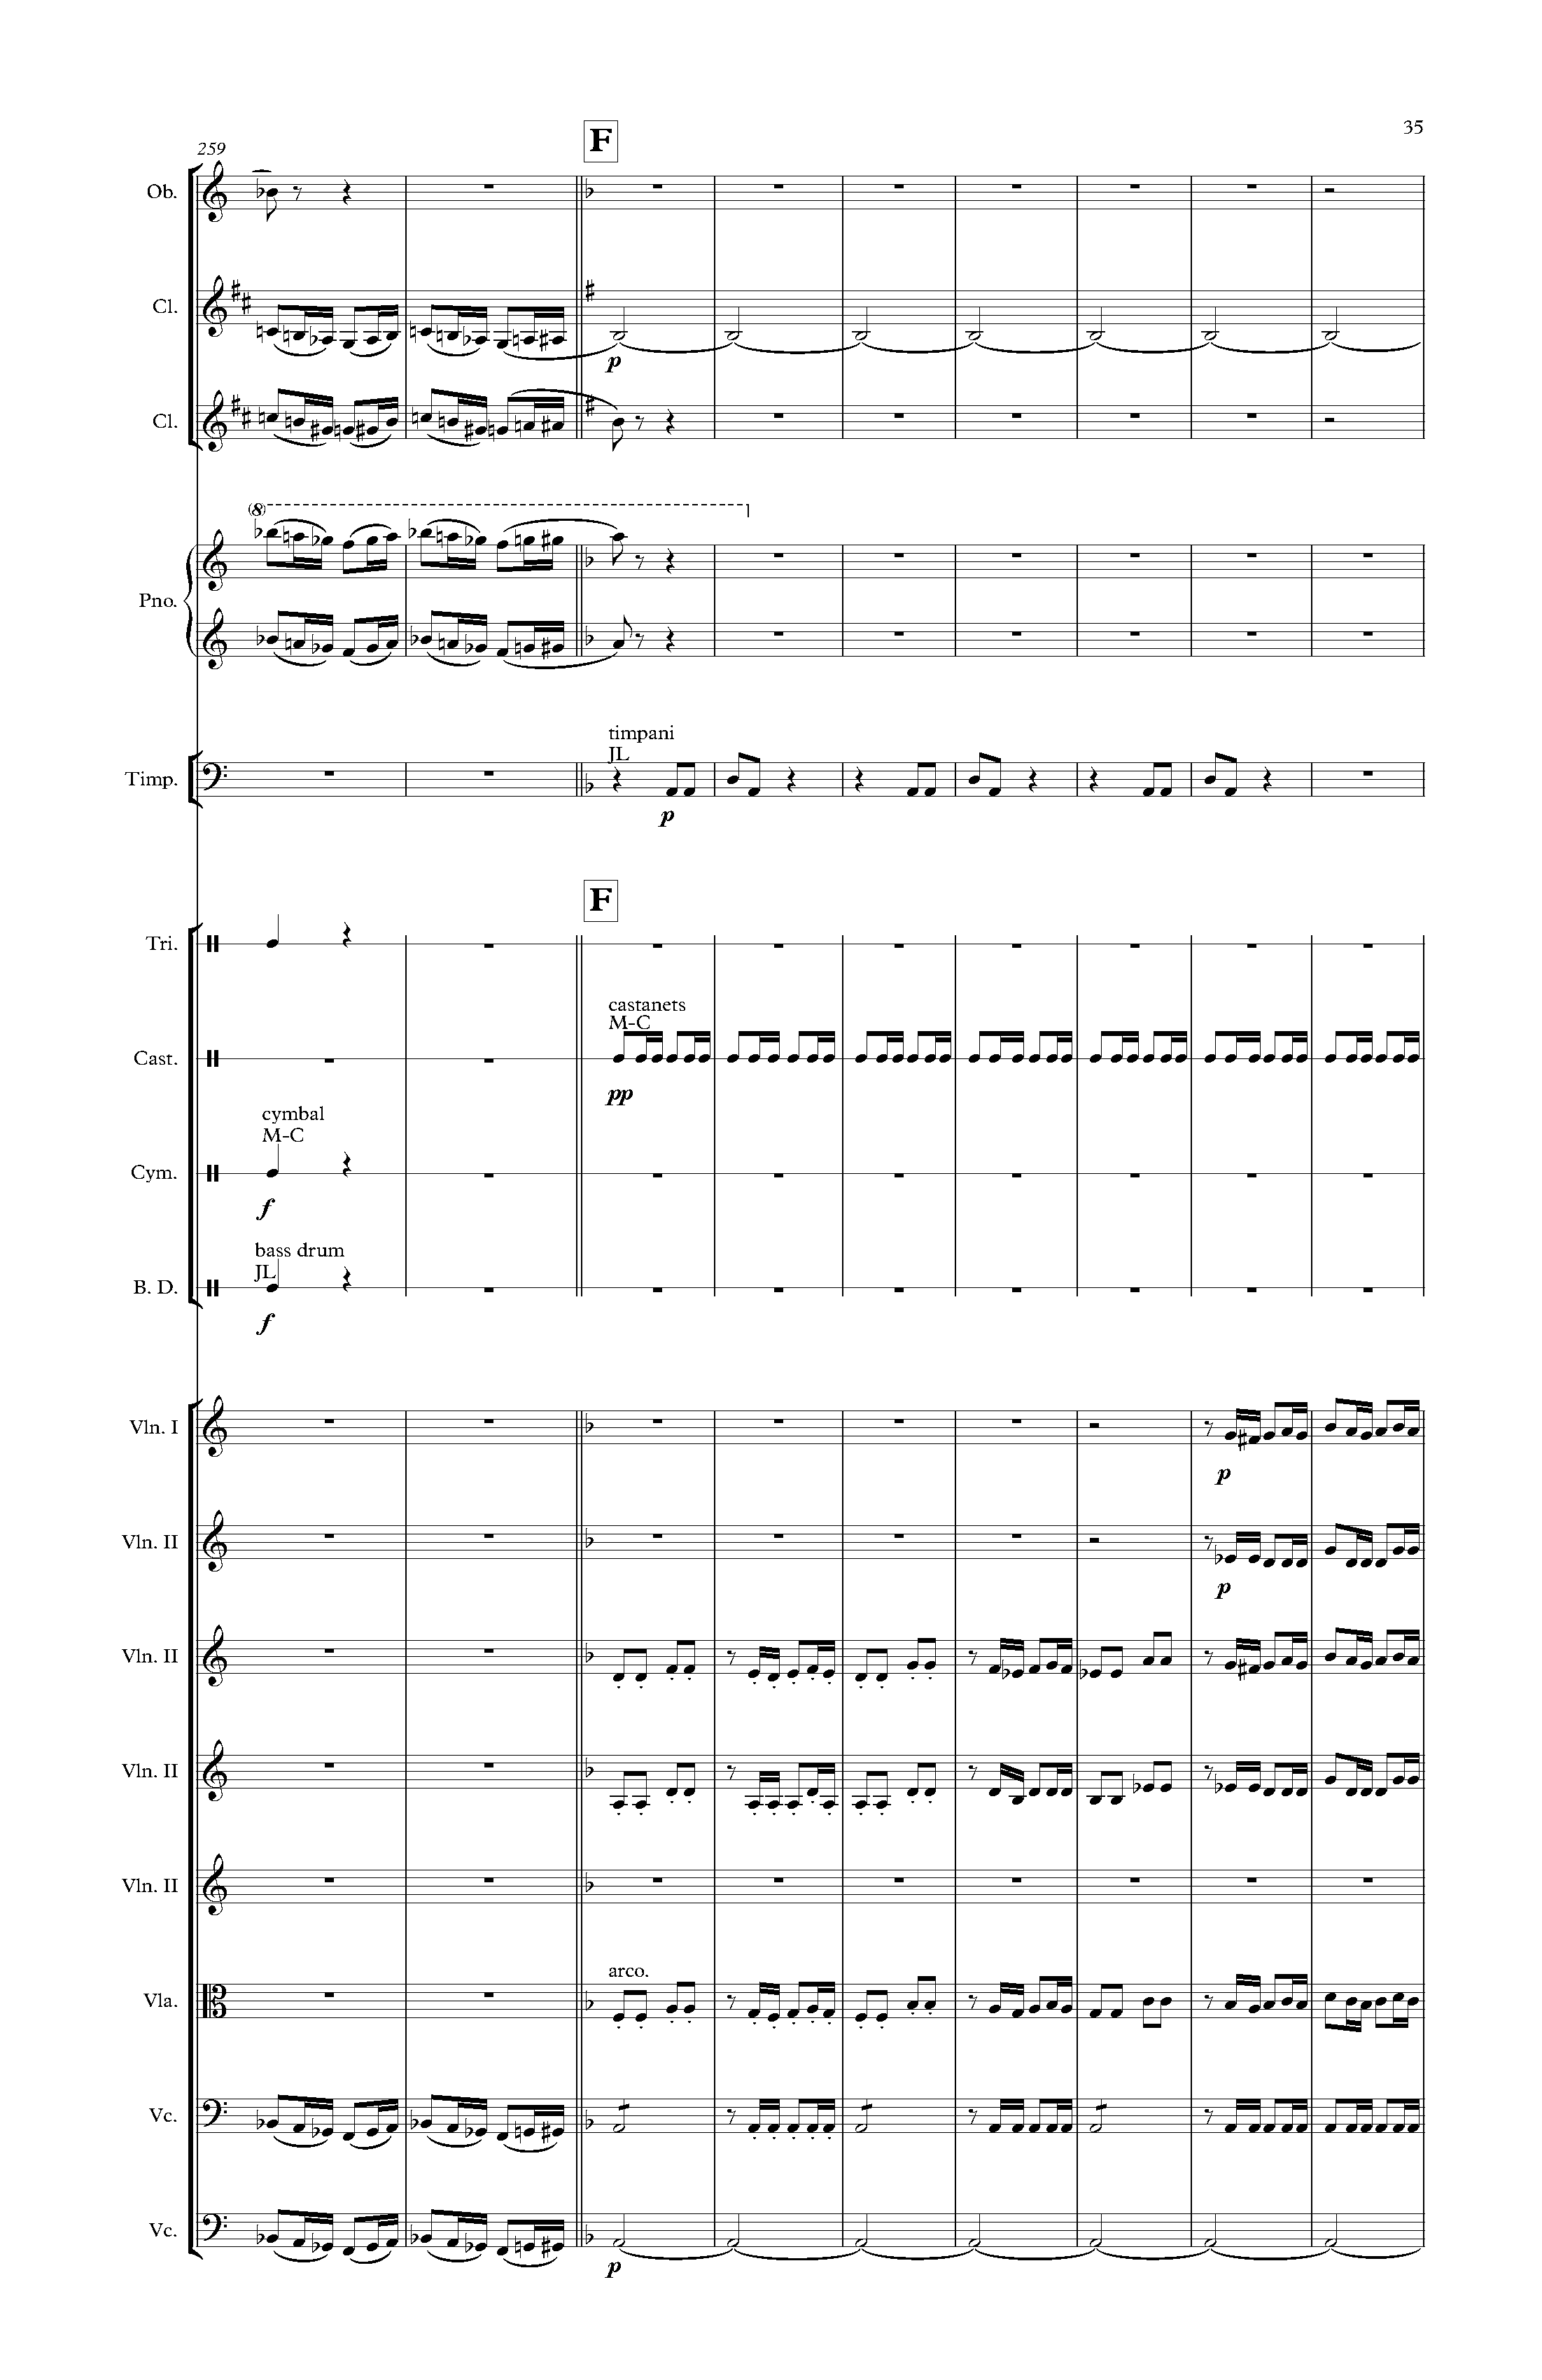 35
259
F
Ob.
Cl.
p
Cl.
(8)
Pno.
timpani
JL
Timp.
p
F
Tri.
castanets
M-C
Cast.
pp
cymbal
M-C
Cym.
f
bass drum
JL
B. D.
f
Vln. I
p
Vln. II
p
Vln. II
Vln. II
Vln. II
arco.
Vla.
Vc.
Vc.
p